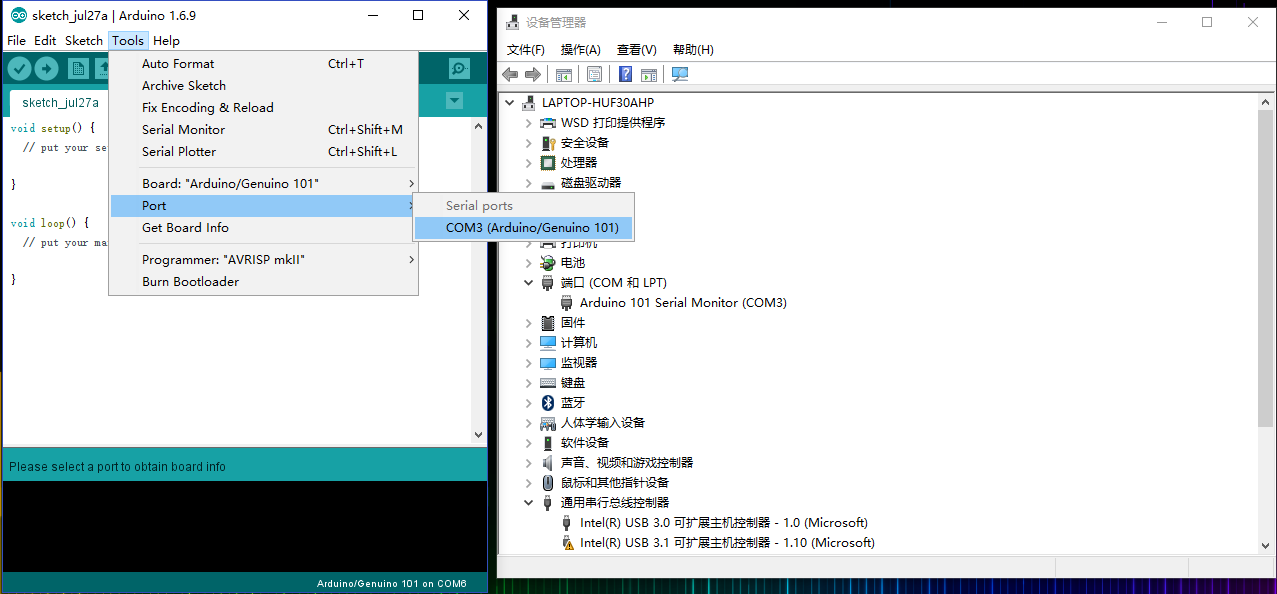 sketch_jul27a | Arduino 1.6.9
File Edit Sketch Tools Help
sketch_jul27a
void setup() {
// put your se
}
void loop() {
// put your ma
}
Auto Format Ctrl+T
Archive Sketch
Fix Encoding & Reload
Serial Monitor Ctrl+Shift+M
Serial Plotter Ctrl+Shift+L
Board: "Arduino/Genuino 101"
Port
Get Board Info
Programmer: "AVRISP mkII"
Burn Bootloader
Serial ports
COM3 (Arduino/Genuino 101)
Please select a port to obtain board info
Arduino/Genuino 101 on COM6
设备管理器
文件(F) 操作(A) 查看(V) 帮助(H)
LAPTOP-HUF30AHP
WSD 打印提供程序
安全设备
处理器
磁盘驱动器
打印机
电池
端口 (COM 和 LPT)
Arduino 101 Serial Monitor (COM3)
固件
计算机
监视器
键盘
蓝牙
人体学输入设备
软件设备
声音、视频和游戏控制器
鼠标和其他指针设备
通用串行总线控制器
Intel(R) USB 3.0 可扩展主机控制器 - 1.0 (Microsoft)
Intel(R) USB 3.1 可扩展主机控制器 - 1.10 (Microsoft)